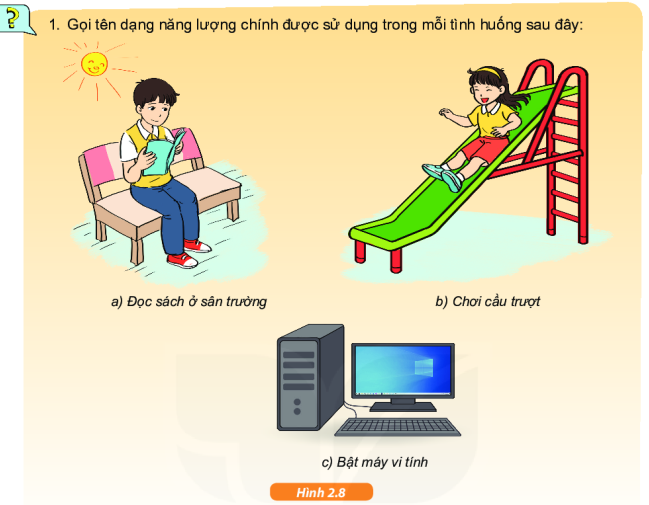 ?
1. Gọi tên dạng năng lượng chính được sử dụng trong mỗi tình huống sau đây:
a) Đọc sách ở sân trường
b) Chơi cầu trượt
c) Bật máy vi tính
Hình 2.8